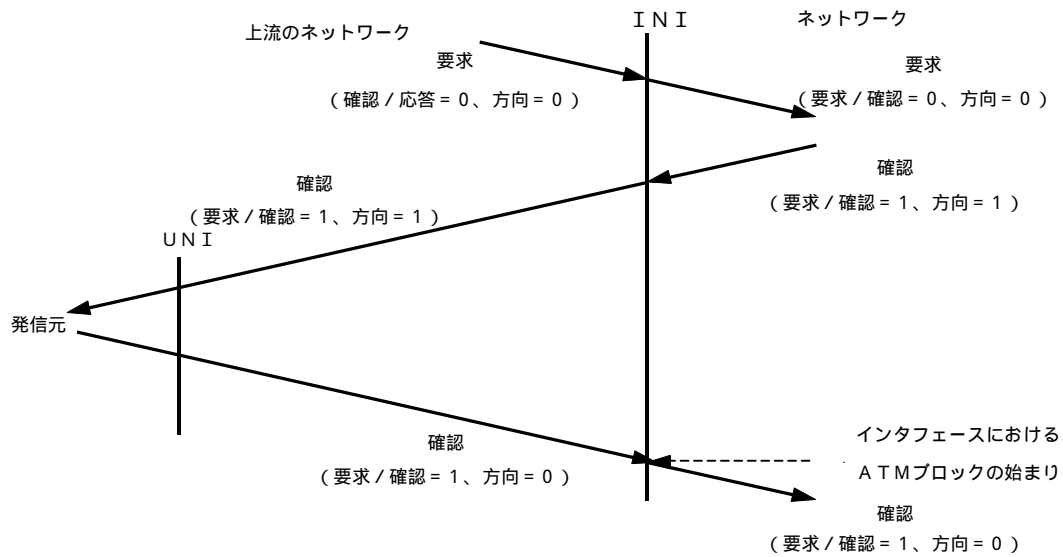 ＩＮＩ
上流のネットワーク
ネットワーク
要求
（確認／応答＝０、方向＝０）
要求
（要求／確認＝０、方向＝０）
確認
（要求／確認＝１、方向＝１）
確認
（要求／確認＝１、方向＝１）
ＵＮＩ
発信元
確認
（要求／確認＝１、方向＝０）
インタフェースにおける
ＡＴＭブロックの始まり
確認
（要求／確認＝１、方向＝０）